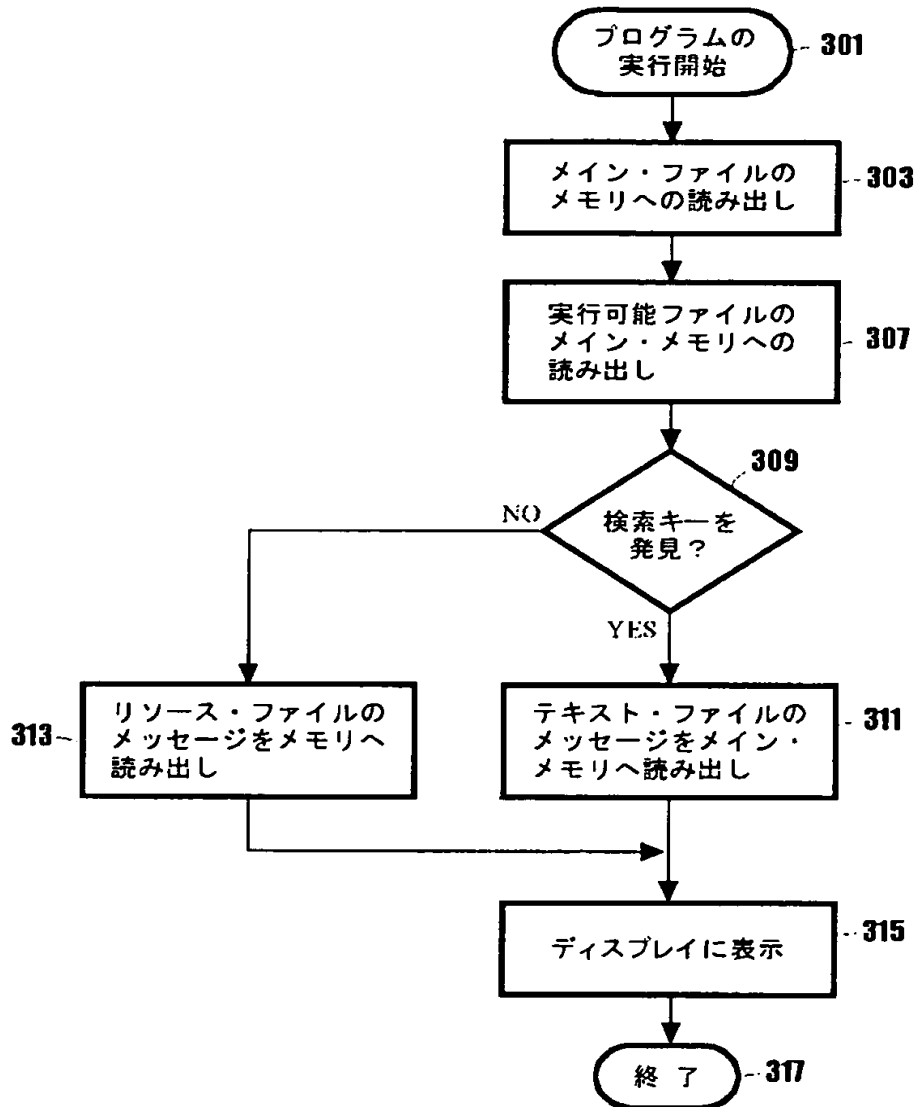 プログラムの
実行開始
301
メイン・ファイルの
メモリへの読み出し
303
実行可能ファイルの
メイン・メモリへの
読み出し
307
309
検索キーを
発見?
NO
YES
313
リソース・ファイルの
メッセージをメモリへ
読み出し
テキスト・ファイルの
メッセージをメイン・
メモリへ読み出し
311
ディスプレイに表示
315
終了
317